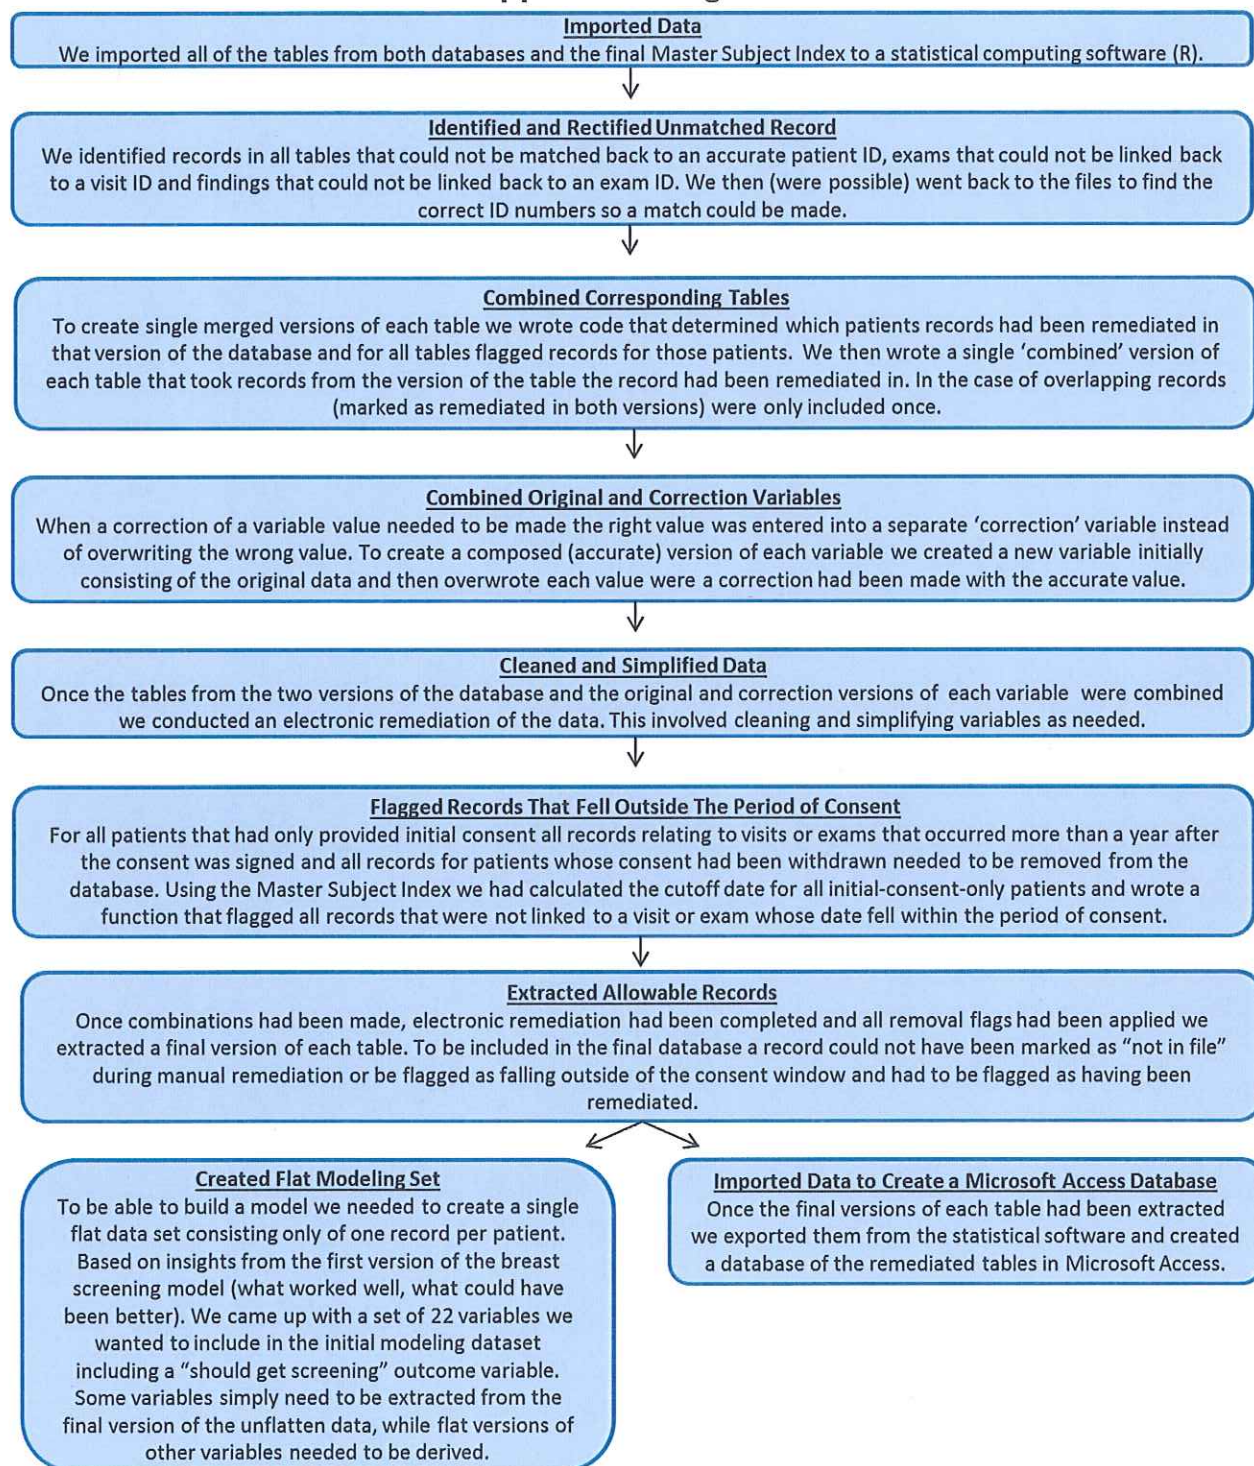 Imported Data
We imported all of the tables from both databases and the final Master Subject Index to a statistical computing software (R).
Identified and Rectified Unmatched Record
We identified records in all tables that could not be matched back to an accurate patient ID, exams that could not be linked back
to a visit ID and findings that could not be linked back to an exam ID. We then (were possible) went back to the files to find the
correct ID numbers so a match could be made.
Combined Corresponding Tables
To create single merged versions of each table we wrote code that determined which patients records had been remediated in
that version of the database and for all tables flagged records for those patients. We then wrote a single ‘combined’ version of
each table that took records from the version of the table the record had been remediated in. In the case of overlapping records
(marked as remediated in both versions) were only included once.
Combined Original and Correction Variables
When a correction of a variable value needed to be made the right value was entered into a separate ‘correction’ variable instead
of overwriting the wrong value. To create a composed (accurate) version of each variable we created a new variable initially
consisting of the original data and then overwrote each value were a correction had been made with the accurate value.
Cleaned and Simplified Data
Once the tables from the two versions of the database and the original and correction versions of each variable were combined
we conducted an electronic remediation of the data. This involved cleaning and simplifying variables as needed.
Flagged Records That Fell Outside The Period of Consent
For all patients that had only provided initial consent all records relating to visits or exams that occurred more than a year after
the consent was signed and all records for patients whose consent had been withdrawn needed to be removed from the
database. Using the Master Subject Index we had calculated the cutoff date for all initial-consent-only patients and wrote a
function that flagged all records that were not linked to a visit or exam whose date fell within the period of consent.
Extracted Allowable Records
Once combinations had been made, electronic remediation had been completed and all removal flags had been applied we
extracted a final version of each table. To be included in the final database a record could not have been marked as “not in file”
during manual remediation or be flagged as falling outside of the consent window and had to be flagged as having been
remediated.
Created Flat Modeling Set
To be able to build a model we needed to create a single
flat data set consisting only of one record per patient.
Based on insights from the first version of the breast
screening model (what worked well, what could have
been better). We came up with a set of 22 variables we
wanted to include in the initial modeling dataset
including a “should get screening” outcome variable.
Some variables simply need to be extracted from the
final version of the unflatten data, while flat versions of
other variables needed to be derived.
Imported Data to Create a Microsoft Access Database
Once the final versions of each table had been extracted
we exported them from the statistical software and created
a database of the remediated tables in Microsoft Access.